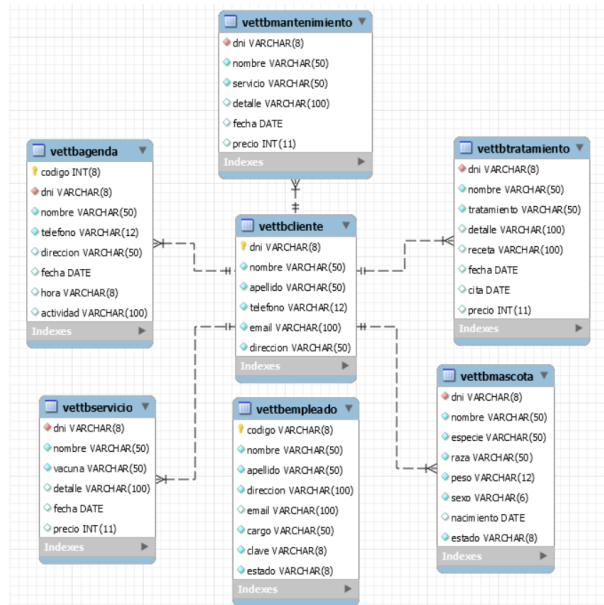 vettbmantenimiento
dni VARCHAR(8)
nombre VARCHAR(50)
servicio VARCHAR(50)
detalle VARCHAR(100)
fecha DATE
precio INT(11)
Indexes
vettbagenda
codigo INT(8)
dni VARCHAR(8)
nombre VARCHAR(50)
telefono VARCHAR(12)
direccion VARCHAR(50)
fecha DATE
hora VARCHAR(8)
actividad VARCHAR(100)
Indexes
vettbcliente
dni VARCHAR(8)
nombre VARCHAR(50)
apellido VARCHAR(50)
telefono VARCHAR(12)
email VARCHAR(100)
direccion VARCHAR(50)
Indexes
vettbtratamiento
dni VARCHAR(8)
nombre VARCHAR(50)
tratamiento VARCHAR(50)
detalle VARCHAR(100)
receta VARCHAR(100)
fecha DATE
cita DATE
precio INT(11)
Indexes
vettbservicio
dni VARCHAR(8)
nombre VARCHAR(50)
vacuna VARCHAR(50)
detalle VARCHAR(100)
fecha DATE
precio INT(11)
Indexes
vettbempleado
codigo VARCHAR(8)
nombre VARCHAR(50)
apellido VARCHAR(50)
direccion VARCHAR(100)
email VARCHAR(100)
cargo VARCHAR(50)
clave VARCHAR(8)
estado VARCHAR(8)
Indexes
vettbmascota
dni VARCHAR(8)
nombre VARCHAR(50)
especie VARCHAR(50)
raza VARCHAR(50)
peso VARCHAR(12)
sexo VARCHAR(6)
nacimiento DATE
estado VARCHAR(8)
Indexes